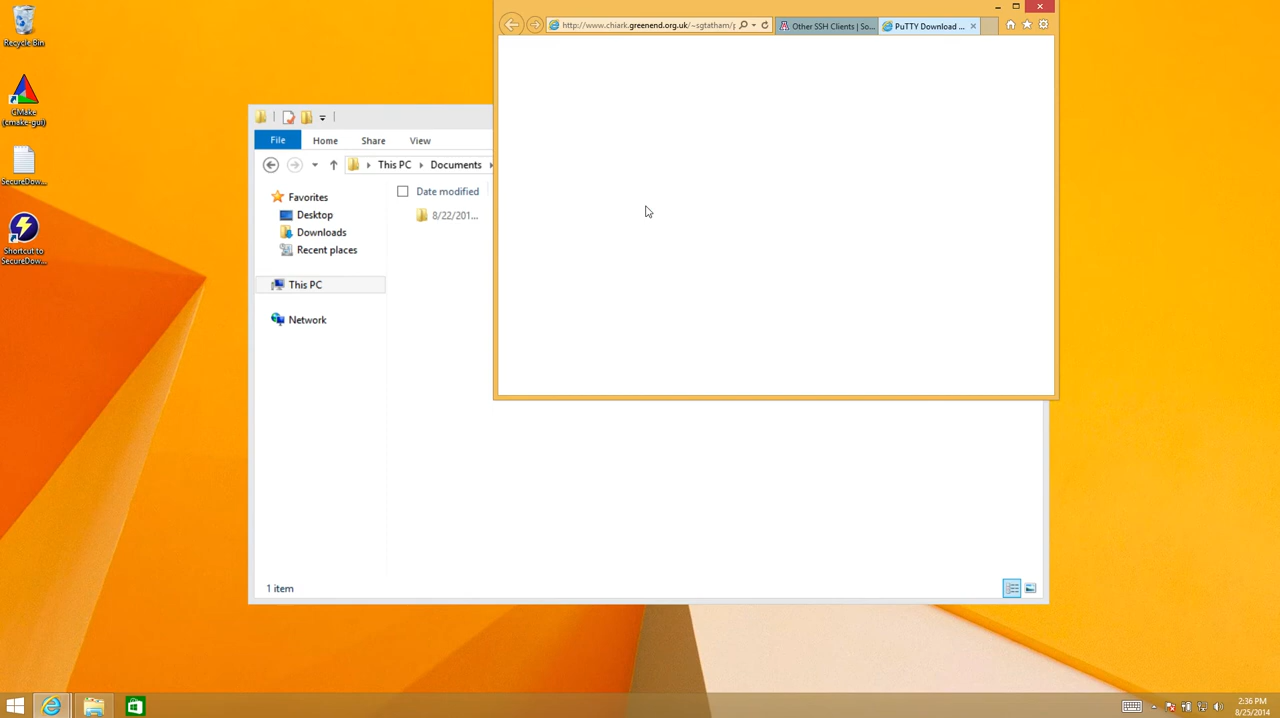 Recycle Bin
CMake
(cmake-gui)
SecureDow...
Shortcut to
SecureDow...
http://www.chiark.greenend.org.uk/~sgtatham/p
Other SSH Clients | So...
PuTTY Download ...
File
Home
Share
View
This PC
Documents
Favorites
Desktop
Downloads
Recent places
This PC
Network
Date modified
8/22/201...
1 item
2:36 PM
8/25/2014